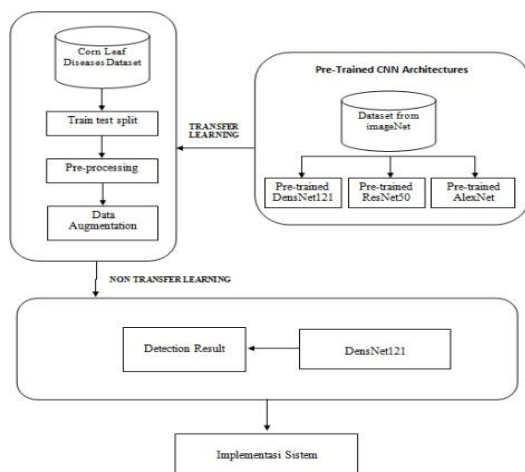 Corn Leaf
Diseases Dataset
Train test split
Pre-processing
Data
Augmentation
TRANSFER
LEARNING
Pre-Trained CNN Architectures
Dataset from
imageNet
Pre-trained
DensNet121
Pre-trained
ResNet50
Pre-trained
AlexNet
NON TRANSFER LEARNING
Detection Result
DensNet121
Implementasi Sistem